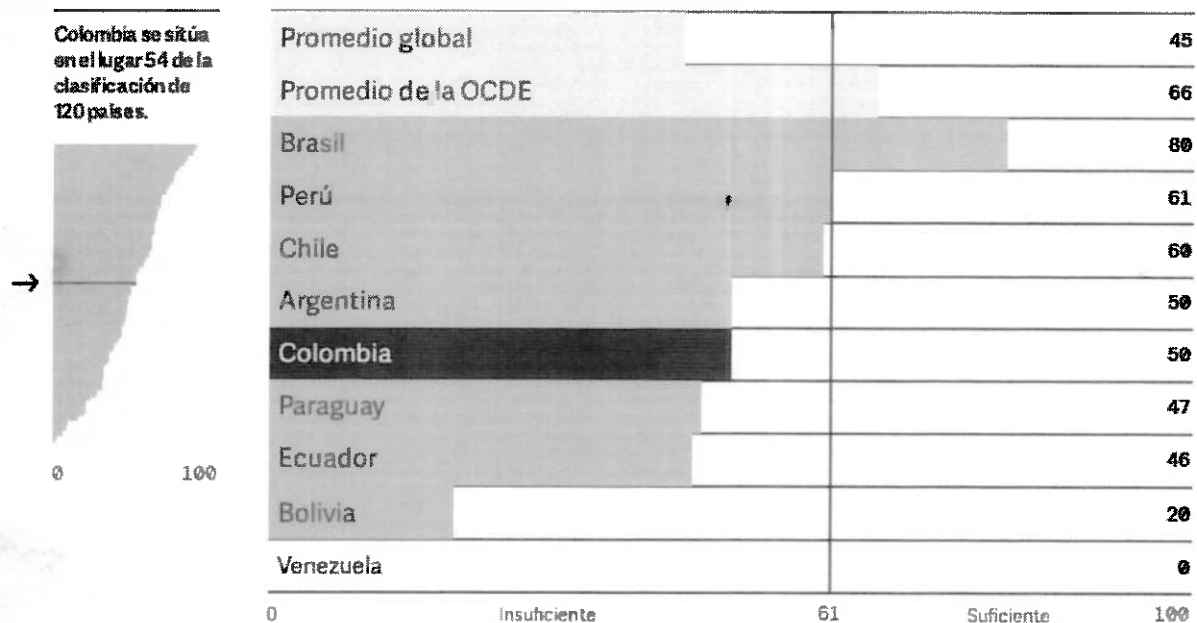 Colombia se sitúa
en el lugar 54 de la
clasificación de
120 países.
0 100
Promedio global 45
Promedio de la OCDE 66
Brasil 80
Perú 61
Chile 60
Argentina 50
Colombia 50
Paraguay 47
Ecuador 46
Bolivia 20
Venezuela 0
0 Insuficiente 61 Suficiente 100